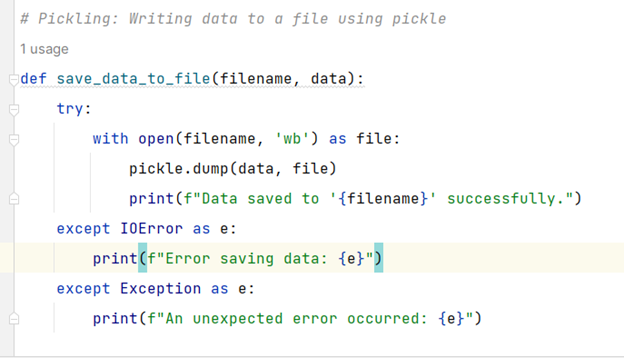 # Pickling: Writing data to a file using pickle
1 usage
def save_data_to_file(filename, data):
    try:
        with open(filename, 'wb') as file:
            pickle.dump(data, file)
            print(f"Data saved to '{filename}' successfully.")
    except IOError as e:
        print(f"Error saving data: {e}")
    except Exception as e:
        print(f"An unexpected error occurred: {e}")